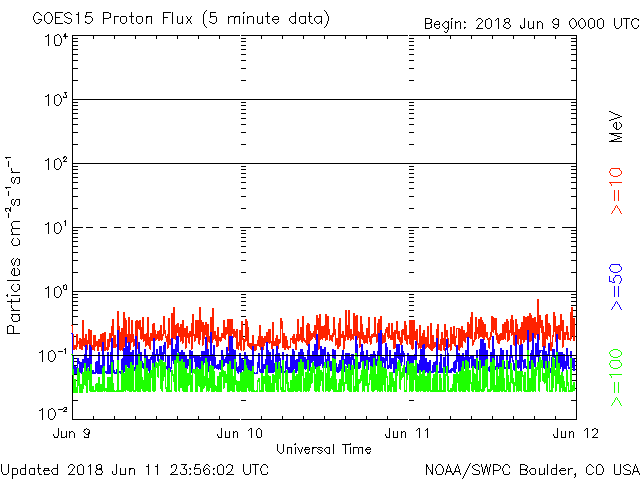 GOES15 Proton Flux (5 minute data)
Begin: 2018 Jun 9 0000 UTC
10⁴
10³
10²
10¹
10⁰
10⁻¹
10⁻²
Particles cm⁻²s⁻¹sr⁻¹
MeV
>=10
>=50
>=100
Jun 9
Jun 10
Jun 11
Jun 12
Universal Time
Updated 2018 Jun 11 23:56:02 UTC
NOAA/SWPC Boulder, CO USA